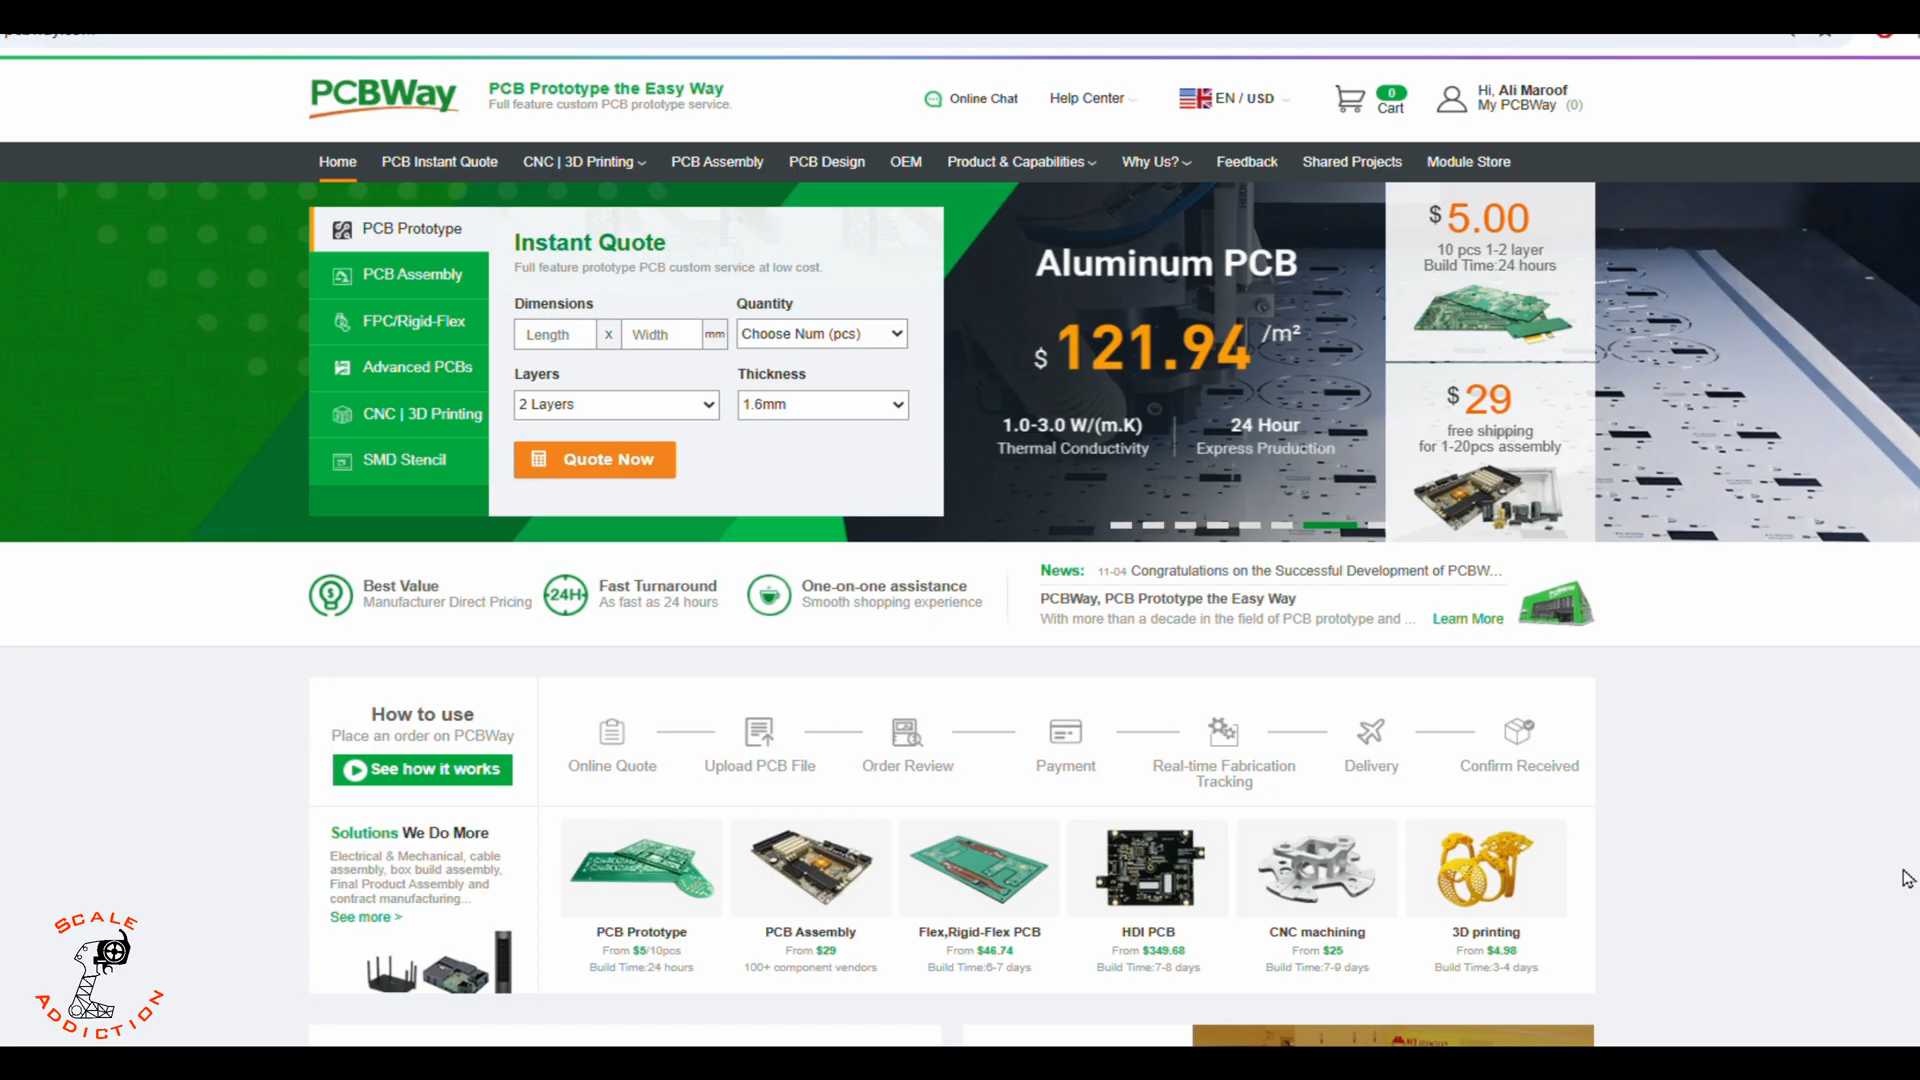 PCBWay
PCB Prototype the Easy Way
Full feature custom PCB prototype service.
Online Chat
Help Center
EN / USD
0
Cart
Hi, Ali Maroof
My PCBWay (0)
Home
PCB Instant Quote
CNC | 3D Printing
PCB Assembly
PCB Design
OEM
Product & Capabilities
Why Us?
Feedback
Shared Projects
Module Store
PCB Prototype
PCB Assembly
FPC/Rigid-Flex
Advanced PCBs
CNC | 3D Printing
SMD Stencil
Instant Quote
Full feature prototype PCB custom service at low cost.
Dimensions
Quantity
Length x Width mm
Choose Num (pcs)
Layers
Thickness
2 Layers
1.6mm
Quote Now
Aluminum PCB
$ 121.94 /m²
1.0-3.0 W/(m.K)
Thermal Conductivity
24 Hour
Express Pruduction
$ 5.00
10 pcs 1-2 layer
Build Time:24 hours
$ 29
free shipping
for 1-20pcs assembly
Best Value
Manufacturer Direct Pricing
24H
Fast Turnaround
As fast as 24 hours
One-on-one assistance
Smooth shopping experience
News: 11-04 Congratulations on the Successful Development of PCBW...
PCBWay, PCB Prototype the Easy Way
With more than a decade in the field of PCB prototype and ... Learn More
How to use
Place an order on PCBWay
See how it works
Online Quote
Upload PCB File
Order Review
Payment
Real-time Fabrication
Tracking
Delivery
Confirm Received
Solutions We Do More
Electrical & Mechanical, cable
assembly, box build assembly,
Final Product Assembly and
contract manufacturing...
See more >
PCB Prototype
From $5/10pcs
Build Time:24 hours
PCB Assembly
From $29
100+ component vendors
Flex,Rigid-Flex PCB
From $46.74
Build Time:6-7 days
HDI PCB
From $349.68
Build Time:7-8 days
CNC machining
From $25
Build Time:7-9 days
3D printing
From $4.98
Build Time:3-4 days
SCALE
ADDICTION